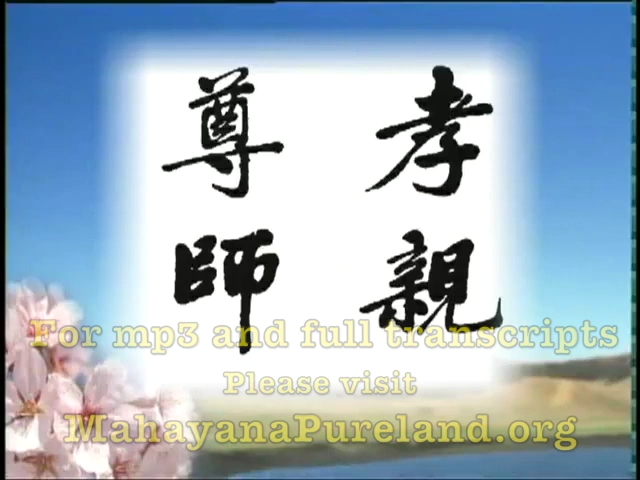 孝親
尊師
For mp3 and full transcripts
Please visit
MahayanaPureland.org